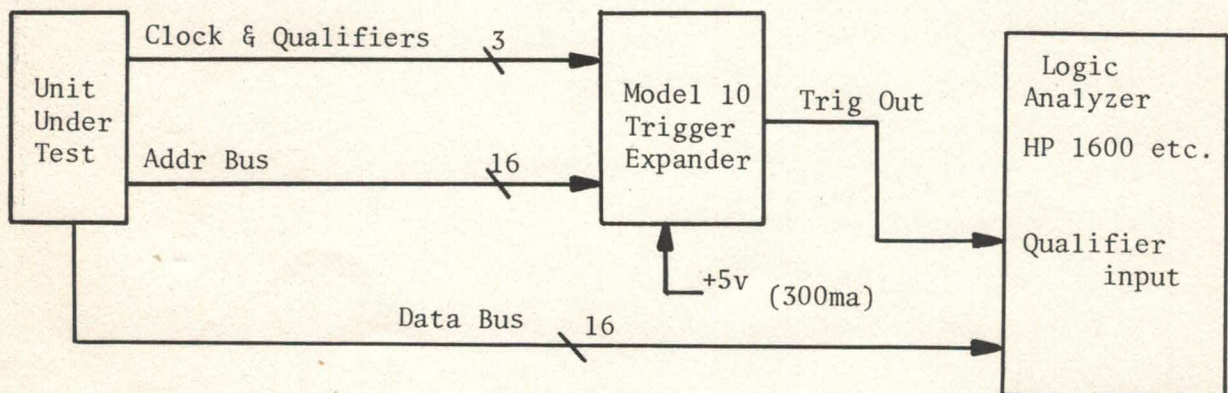 Unit
Under
Test
Clock & Qualifiers
3
Addr Bus
16
Model 10
Trigger
Expander
Trig Out
+5v
(300ma)
Data Bus
16
Logic
Analyzer
HP 1600 etc.
Qualifier
input